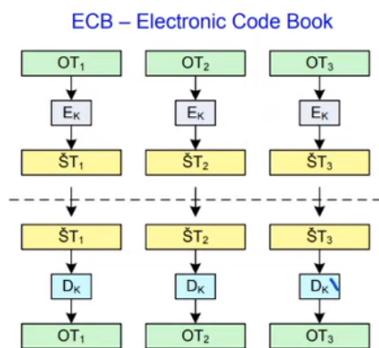 ECB – Electronic Code Book
OT₁ OT₂ OT₃
Eₖ Eₖ Eₖ
ŠT₁ ŠT₂ ŠT₃
ŠT₁ ŠT₂ ŠT₃
Dₖ Dₖ Dₖ
OT₁ OT₂ OT₃